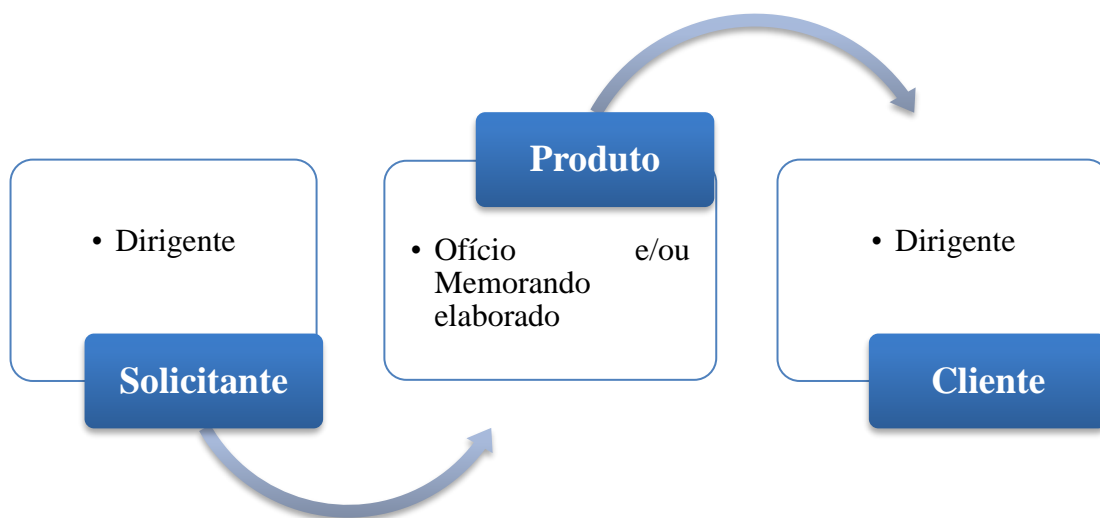 • Dirigente
Solicitante
Produto
• Ofício e/ou
Memorando
elaborado
• Dirigente
Cliente